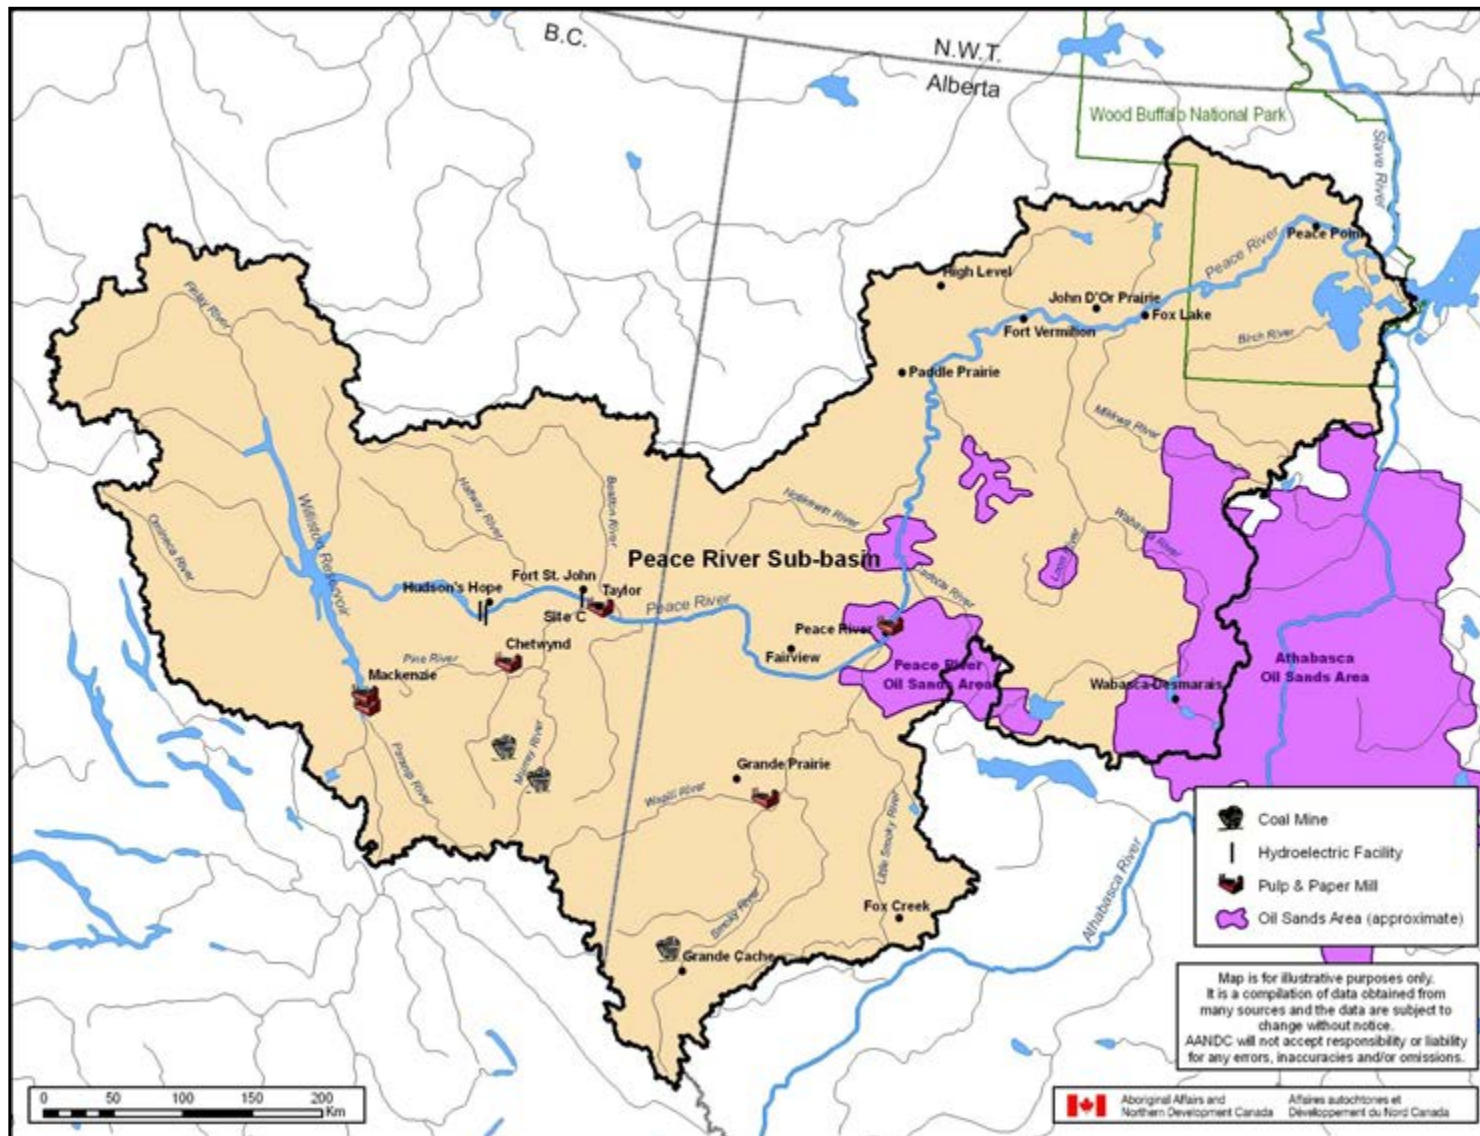 B.C.
N.W.T.
Alberta
Wood Buffalo National Park
Slave River
Peace Point
Peace River
High Level
John D'Or Prairie
Fox Lake
Fort Vermilion
Birch River
Finlay River
Paddle Prairie
Mikkwa River
Halfway River
Beatton River
Notikewin River
Williston Reservoir
Omineca River
Wabasca River
Loon River
Cadotte River
Peace River Sub-basin
Hudson's Hope
Fort St. John
Taylor
Site C
Peace River
Peace River
Fairview
Chetwynd
Pine River
Mackenzie
Peace River
Oil Sands Area
Wabasca-Desmarais
Athabasca
Oil Sands Area
Parsnip River
Murray River
Grande Prairie
Wapiti River
Little Smoky River
Smoky River
Fox Creek
Grande Cache
Athabasca River
Coal Mine
Hydroelectric Facility
Pulp & Paper Mill
Oil Sands Area (approximate)
Map is for illustrative purposes only.
It is a compilation of data obtained from
many sources and the data are subject to
change without notice.
AANDC will not accept responsibility or liability
for any errors, inaccuracies and/or omissions.
0 50 100 150 200
Km
Aboriginal Affairs and
Northern Development Canada
Affaires autochtones et
Développement du Nord Canada